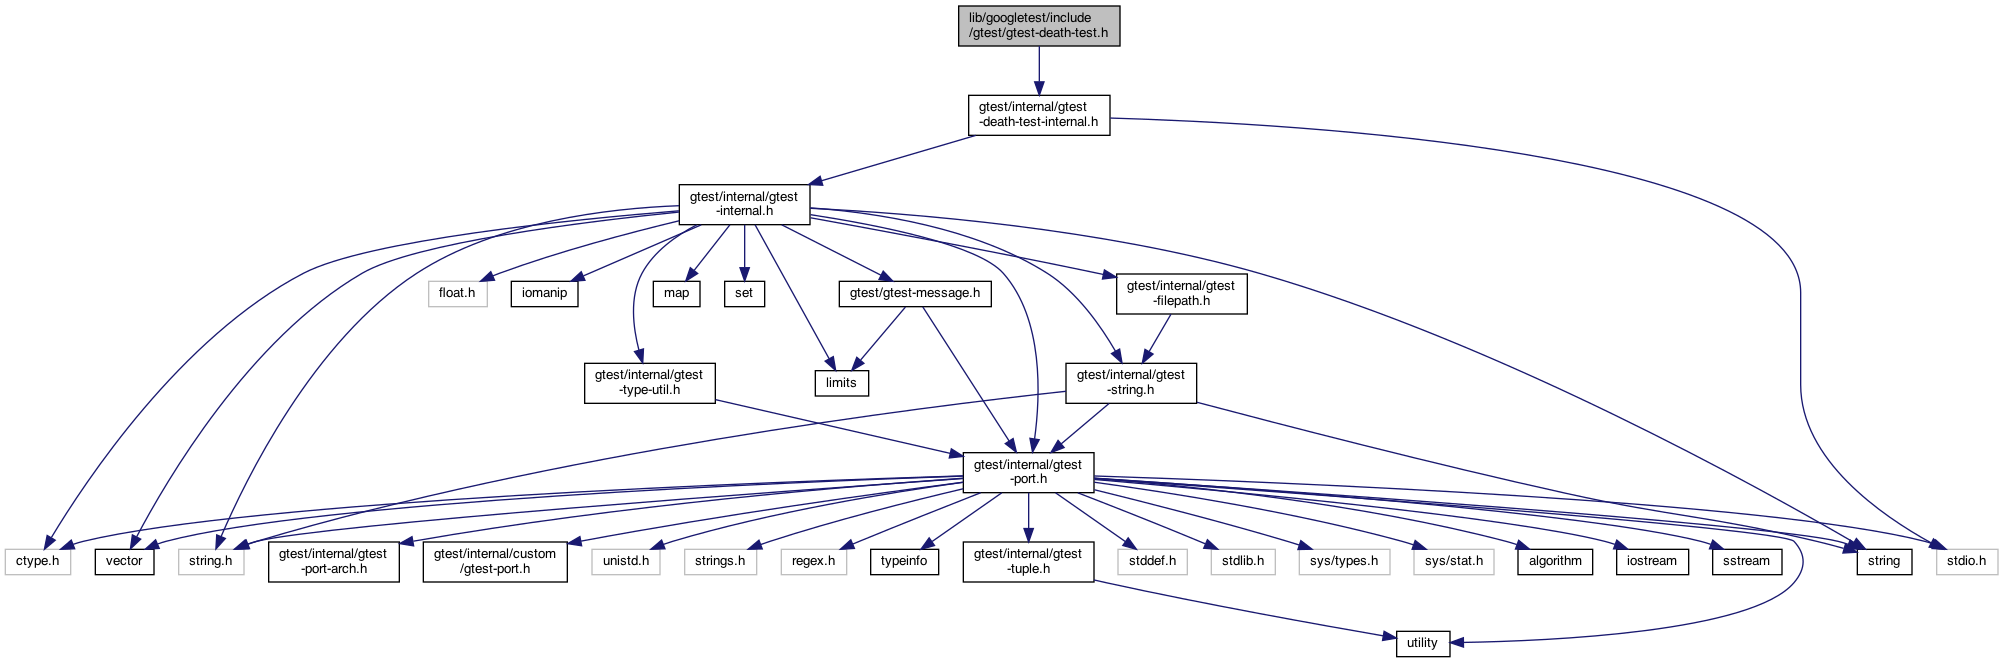 lib/googletest/include
/gtest/gtest-death-test.h
gtest/internal/gtest
-death-test-internal.h
gtest/internal/gtest
-internal.h
float.h
iomanip
map
set
gtest/gtest-message.h
gtest/internal/gtest
-filepath.h
gtest/internal/gtest
-type-util.h
limits
gtest/internal/gtest
-string.h
gtest/internal/gtest
-port.h
ctype.h
vector
string.h
gtest/internal/gtest
-port-arch.h
gtest/internal/custom
/gtest-port.h
unistd.h
strings.h
regex.h
typeinfo
gtest/internal/gtest
-tuple.h
stddef.h
stdlib.h
sys/types.h
sys/stat.h
algorithm
iostream
sstream
string
stdio.h
utility